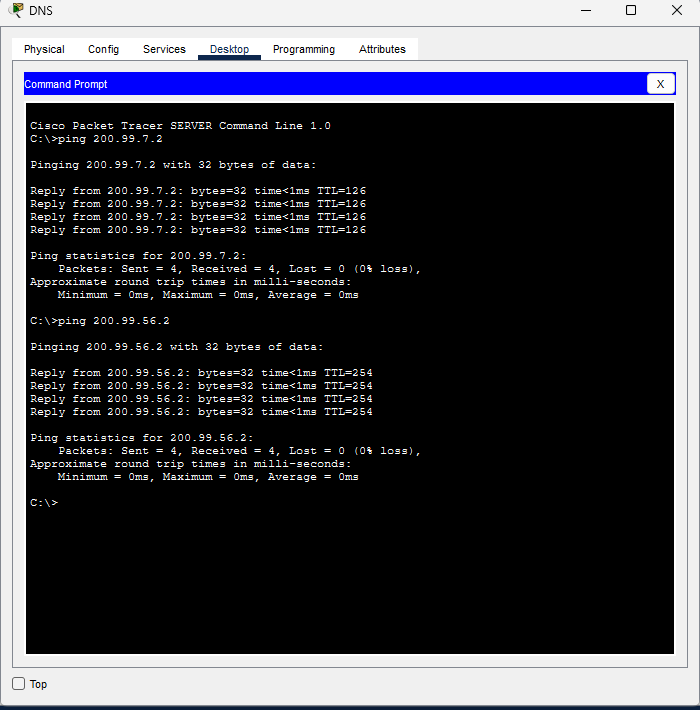 DNS
Physical Config Services Desktop Programming Attributes
Command Prompt X
Cisco Packet Tracer SERVER Command Line 1.0
C:\>ping 200.99.7.2
Pinging 200.99.7.2 with 32 bytes of data:
Reply from 200.99.7.2: bytes=32 time<1ms TTL=126
Reply from 200.99.7.2: bytes=32 time<1ms TTL=126
Reply from 200.99.7.2: bytes=32 time<1ms TTL=126
Reply from 200.99.7.2: bytes=32 time<1ms TTL=126
Ping statistics for 200.99.7.2:
Packets: Sent = 4, Received = 4, Lost = 0 (0% loss),
Approximate round trip times in milli-seconds:
Minimum = 0ms, Maximum = 0ms, Average = 0ms
C:\>ping 200.99.56.2
Pinging 200.99.56.2 with 32 bytes of data:
Reply from 200.99.56.2: bytes=32 time<1ms TTL=254
Reply from 200.99.56.2: bytes=32 time<1ms TTL=254
Reply from 200.99.56.2: bytes=32 time<1ms TTL=254
Reply from 200.99.56.2: bytes=32 time<1ms TTL=254
Ping statistics for 200.99.56.2:
Packets: Sent = 4, Received = 4, Lost = 0 (0% loss),
Approximate round trip times in milli-seconds:
Minimum = 0ms, Maximum = 0ms, Average = 0ms
C:\>
Top